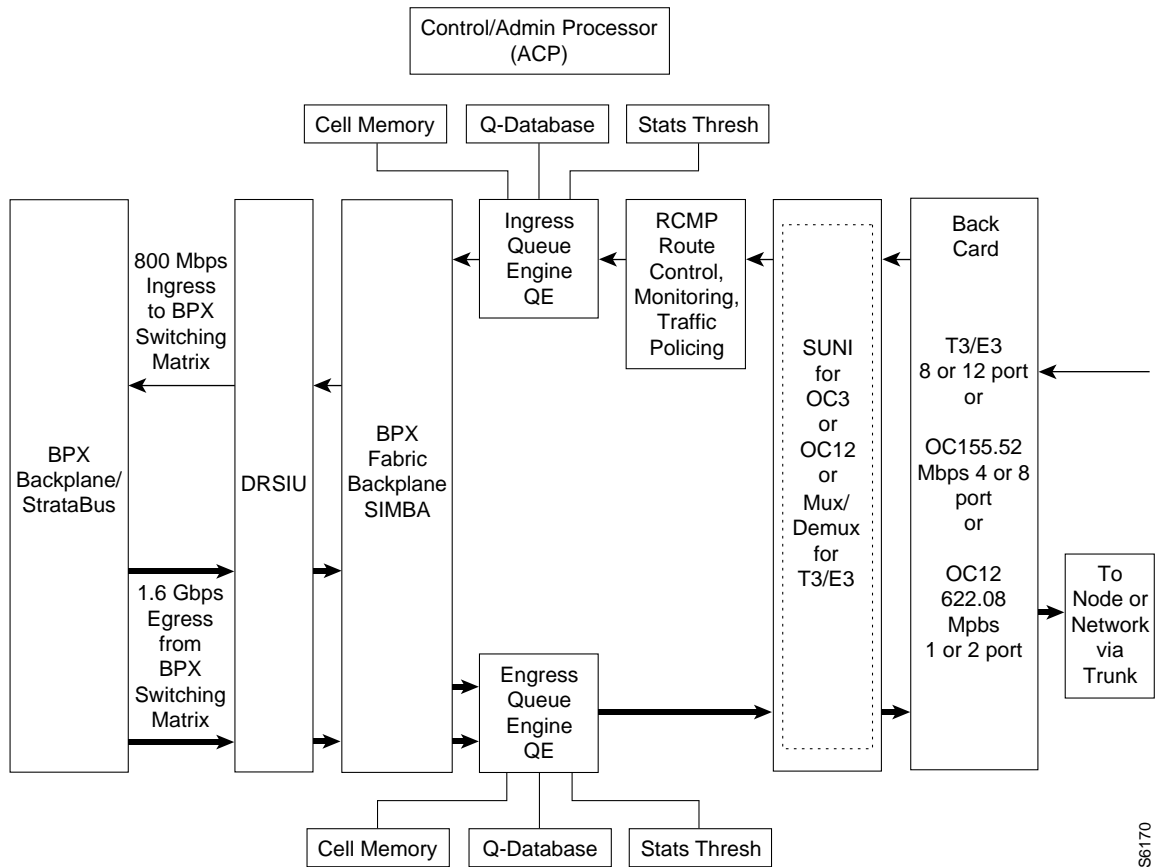 Control/Admin Processor
(ACP)
Cell Memory
Q-Database
Stats Thresh
BPX
Backplane/
StrataBus
800 Mbps
Ingress
to BPX
Switching
Matrix
1.6 Gbps
Egress
from
BPX
Switching
Matrix
DRSIU
BPX
Fabric
Backplane
SIMBA
Ingress
Queue
Engine
QE
RCMP
Route
Control,
Monitoring,
Traffic
Policing
Engress
Queue
Engine
QE
SUNI
for
OC3
or
OC12
or
Mux/
Demux
for
T3/E3
Back
Card
T3/E3
8 or 12 port
or
OC155.52
Mbps 4 or 8
port
or
OC12
622.08
Mpbs
1 or 2 port
To
Node or
Network
via
Trunk
Cell Memory
Q-Database
Stats Thresh
S6170